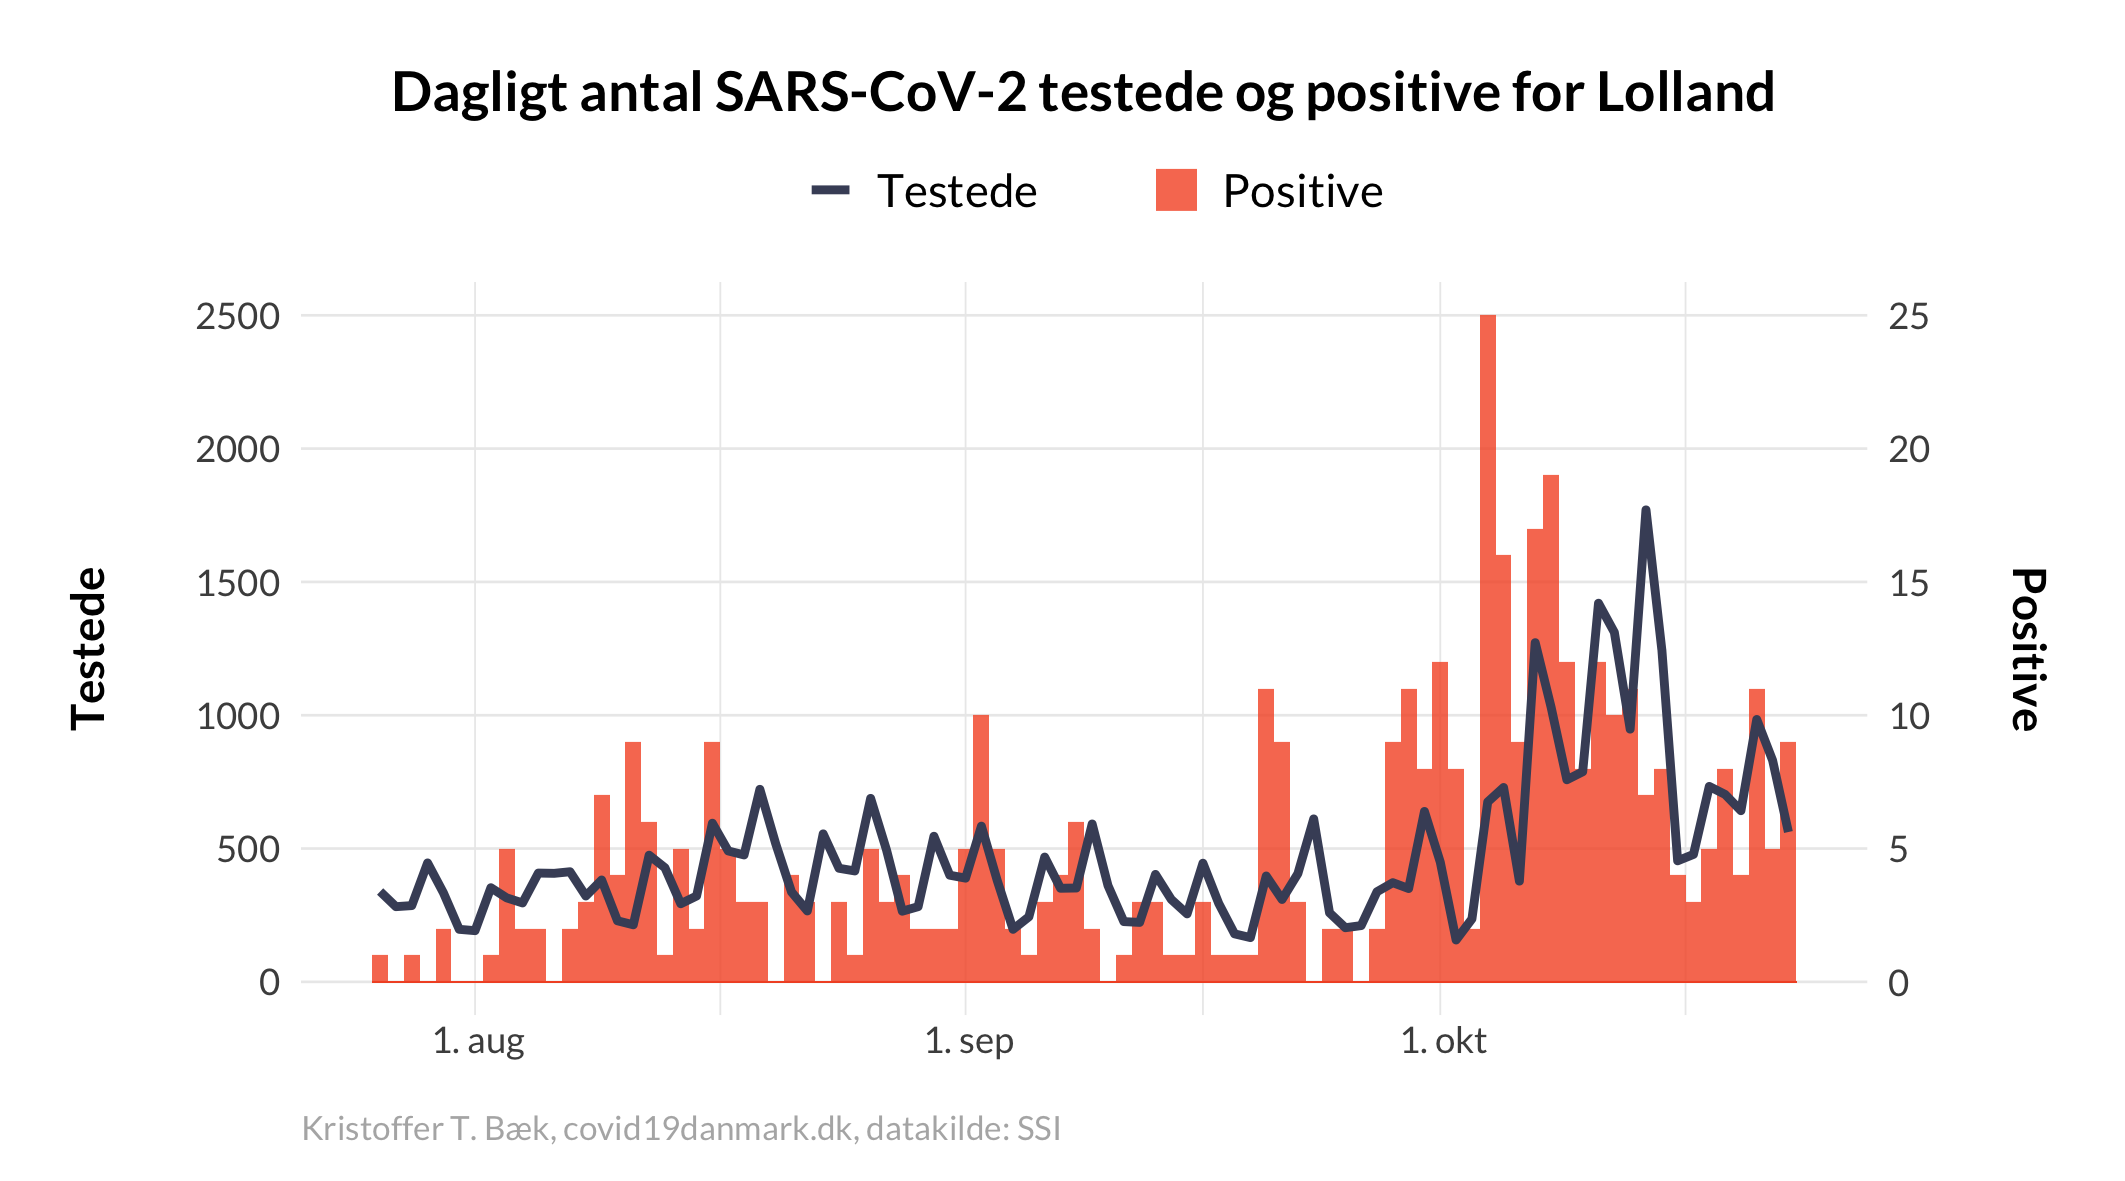 Dagligt antal SARS-CoV-2 testede og positive for Lolland
Testede
Positive
2500
2000
1500
1000
500
0
Testede
25
20
15
10
5
0
Positive
1. aug
1. sep
1. okt
Kristoffer T. Bæk, covid19danmark.dk, datakilde: SSI